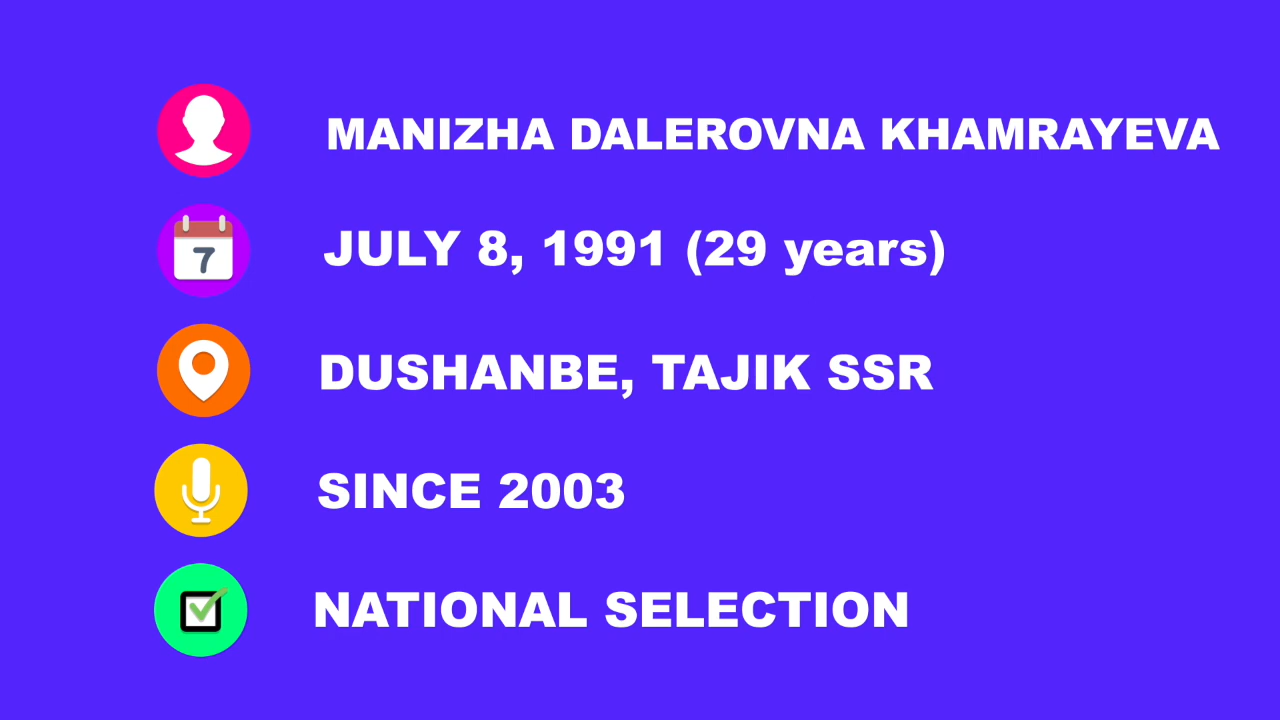 MANIZHA DALEROVNA KHAMRAYEVA
7
JULY 8, 1991 (29 years)
DUSHANBE, TAJIK SSR
SINCE 2003
NATIONAL SELECTION